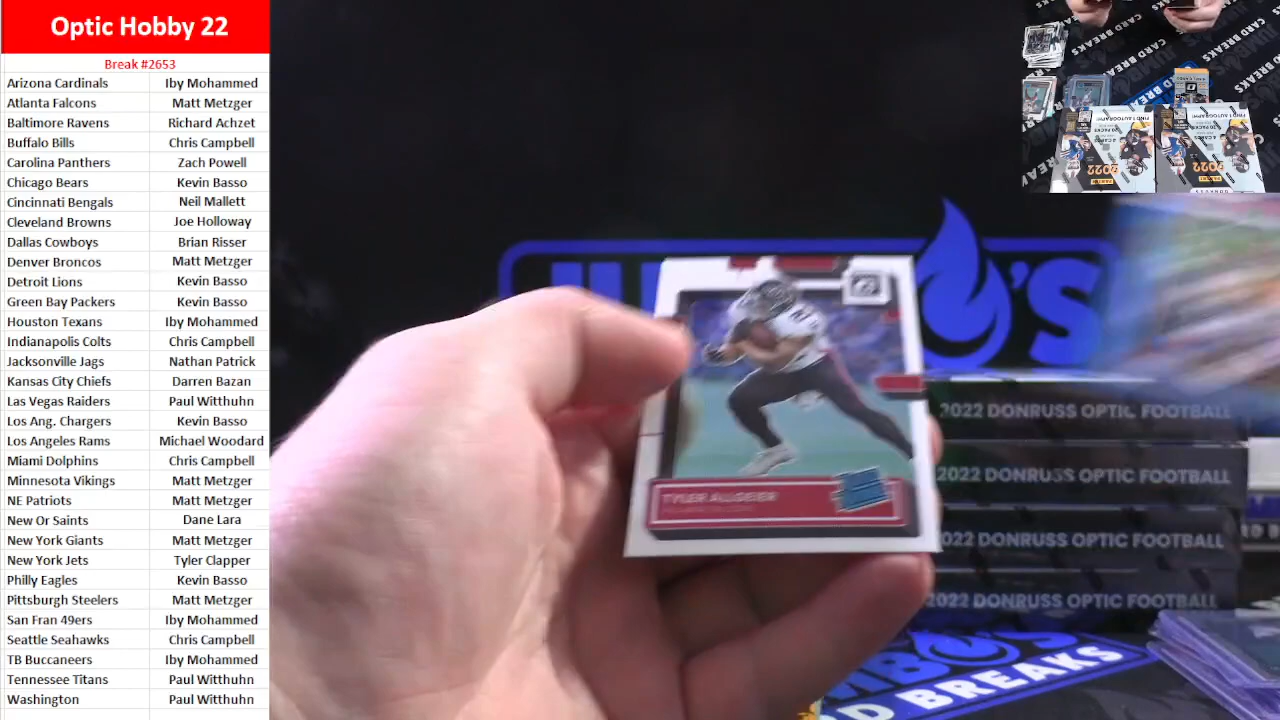 Optic Hobby 22
Break #2653
Arizona Cardinals Iby Mohammed
Atlanta Falcons Matt Metzger
Baltimore Ravens Richard Achzet
Buffalo Bills Chris Campbell
Carolina Panthers Zach Powell
Chicago Bears Kevin Basso
Cincinnati Bengals Neil Mallett
Cleveland Browns Joe Holloway
Dallas Cowboys Brian Risser
Denver Broncos Matt Metzger
Detroit Lions Kevin Basso
Green Bay Packers Kevin Basso
Houston Texans Iby Mohammed
Indianapolis Colts Chris Campbell
Jacksonville Jags Nathan Patrick
Kansas City Chiefs Darren Bazan
Las Vegas Raiders Paul Witthuhn
Los Ang. Chargers Kevin Basso
Los Angeles Rams Michael Woodard
Miami Dolphins Chris Campbell
Minnesota Vikings Matt Metzger
NE Patriots Matt Metzger
New Or Saints Dane Lara
New York Giants Matt Metzger
New York Jets Tyler Clapper
Philly Eagles Kevin Basso
Pittsburgh Steelers Matt Metzger
San Fran 49ers Iby Mohammed
Seattle Seahawks Chris Campbell
TB Buccaneers Iby Mohammed
Tennessee Titans Paul Witthuhn
Washington Paul Witthuhn
CARD BREAKS
2022
2022
'S
TYLER ALLGEIER
2022 DONRUSS OPTIC FOOTBALL
2022 DONRUSS OPTIC FOOTBALL
2022 DONRUSS OPTIC FOOTBALL
2022 DONRUSS OPTIC FOOTBALL
MBO'S
RD BREAKS